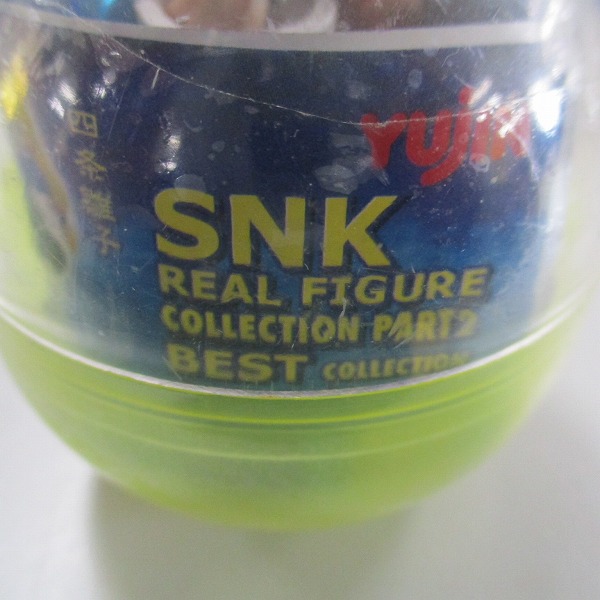 Yujin
四条雛子
SNK
REAL FIGURE
COLLECTION PART2
BEST COLLECTION